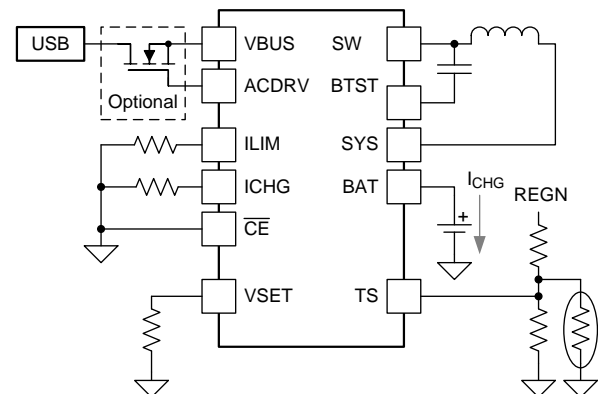 USB
VBUS
SW
Optional
ACDRV
BTST
ILIM
SYS
ICHG
BAT
ICHG
REGN
CE
VSET
TS
+